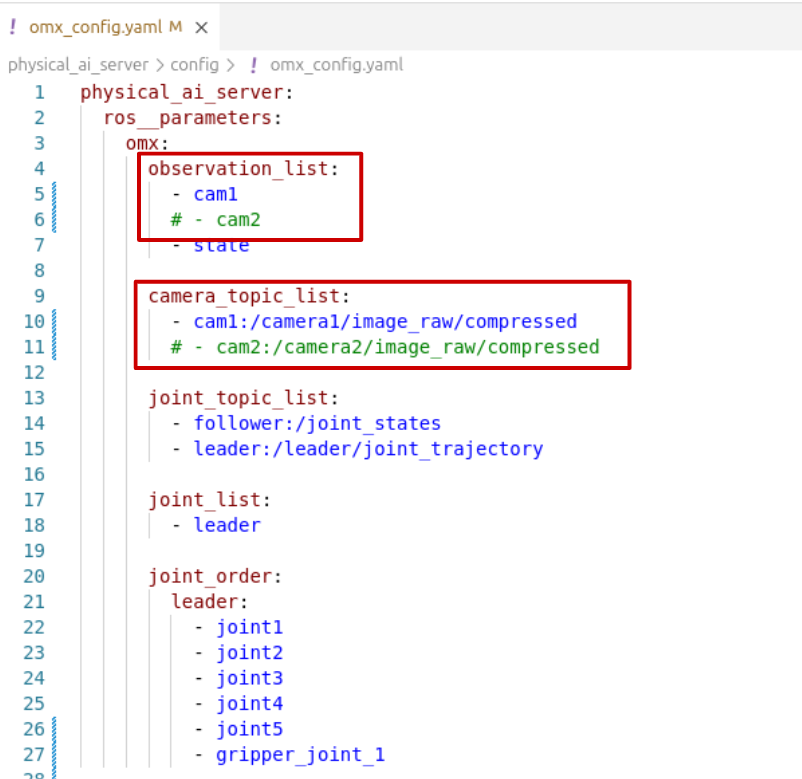 ! omx_config.yaml M ×
physical_ai_server > config > ! omx_config.yaml
1 physical_ai_server:
2 ros__parameters:
3 omx:
4 observation_list:
5 - cam1
6 # - cam2
7 - state
8
9 camera_topic_list:
10 - cam1:/camera1/image_raw/compressed
11 # - cam2:/camera2/image_raw/compressed
12
13 joint_topic_list:
14 - follower:/joint_states
15 - leader:/leader/joint_trajectory
16
17 joint_list:
18 - leader
19
20 joint_order:
21 leader:
22 - joint1
23 - joint2
24 - joint3
25 - joint4
26 - joint5
27 - gripper_joint_1
28